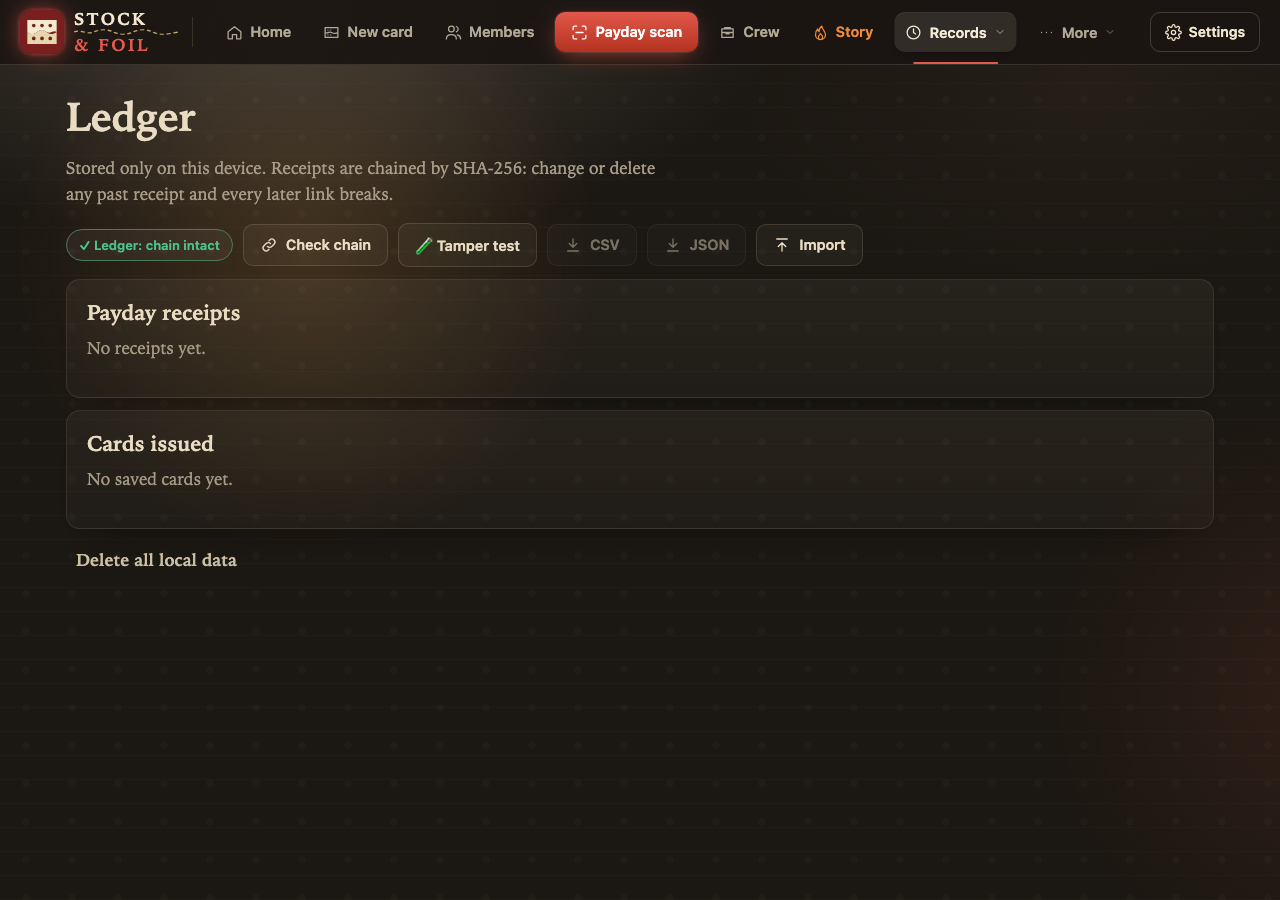 STOCK
& FOIL
Home
New card
Members
Payday scan
Crew
Story
Records
More
Settings
Ledger
Stored only on this device. Receipts are chained by SHA-256: change or delete
any past receipt and every later link breaks.
✓ Ledger: chain intact
Check chain
Tamper test
CSV
JSON
Import
Payday receipts
No receipts yet.
Cards issued
No saved cards yet.
Delete all local data